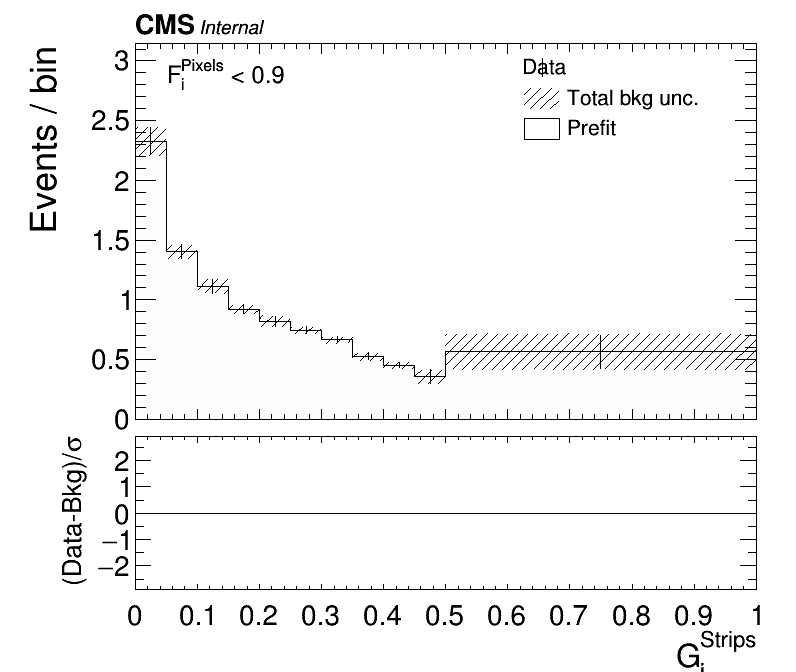 CMS Internal
F_i^Pixels < 0.9
Data
Total bkg unc.
Prefit
Events / bin
3
2.5
2
1.5
1
0.5
0
(Data-Bkg)/σ
2
1
0
−1
−2
0 0.1 0.2 0.3 0.4 0.5 0.6 0.7 0.8 0.9 1
G_i^Strips